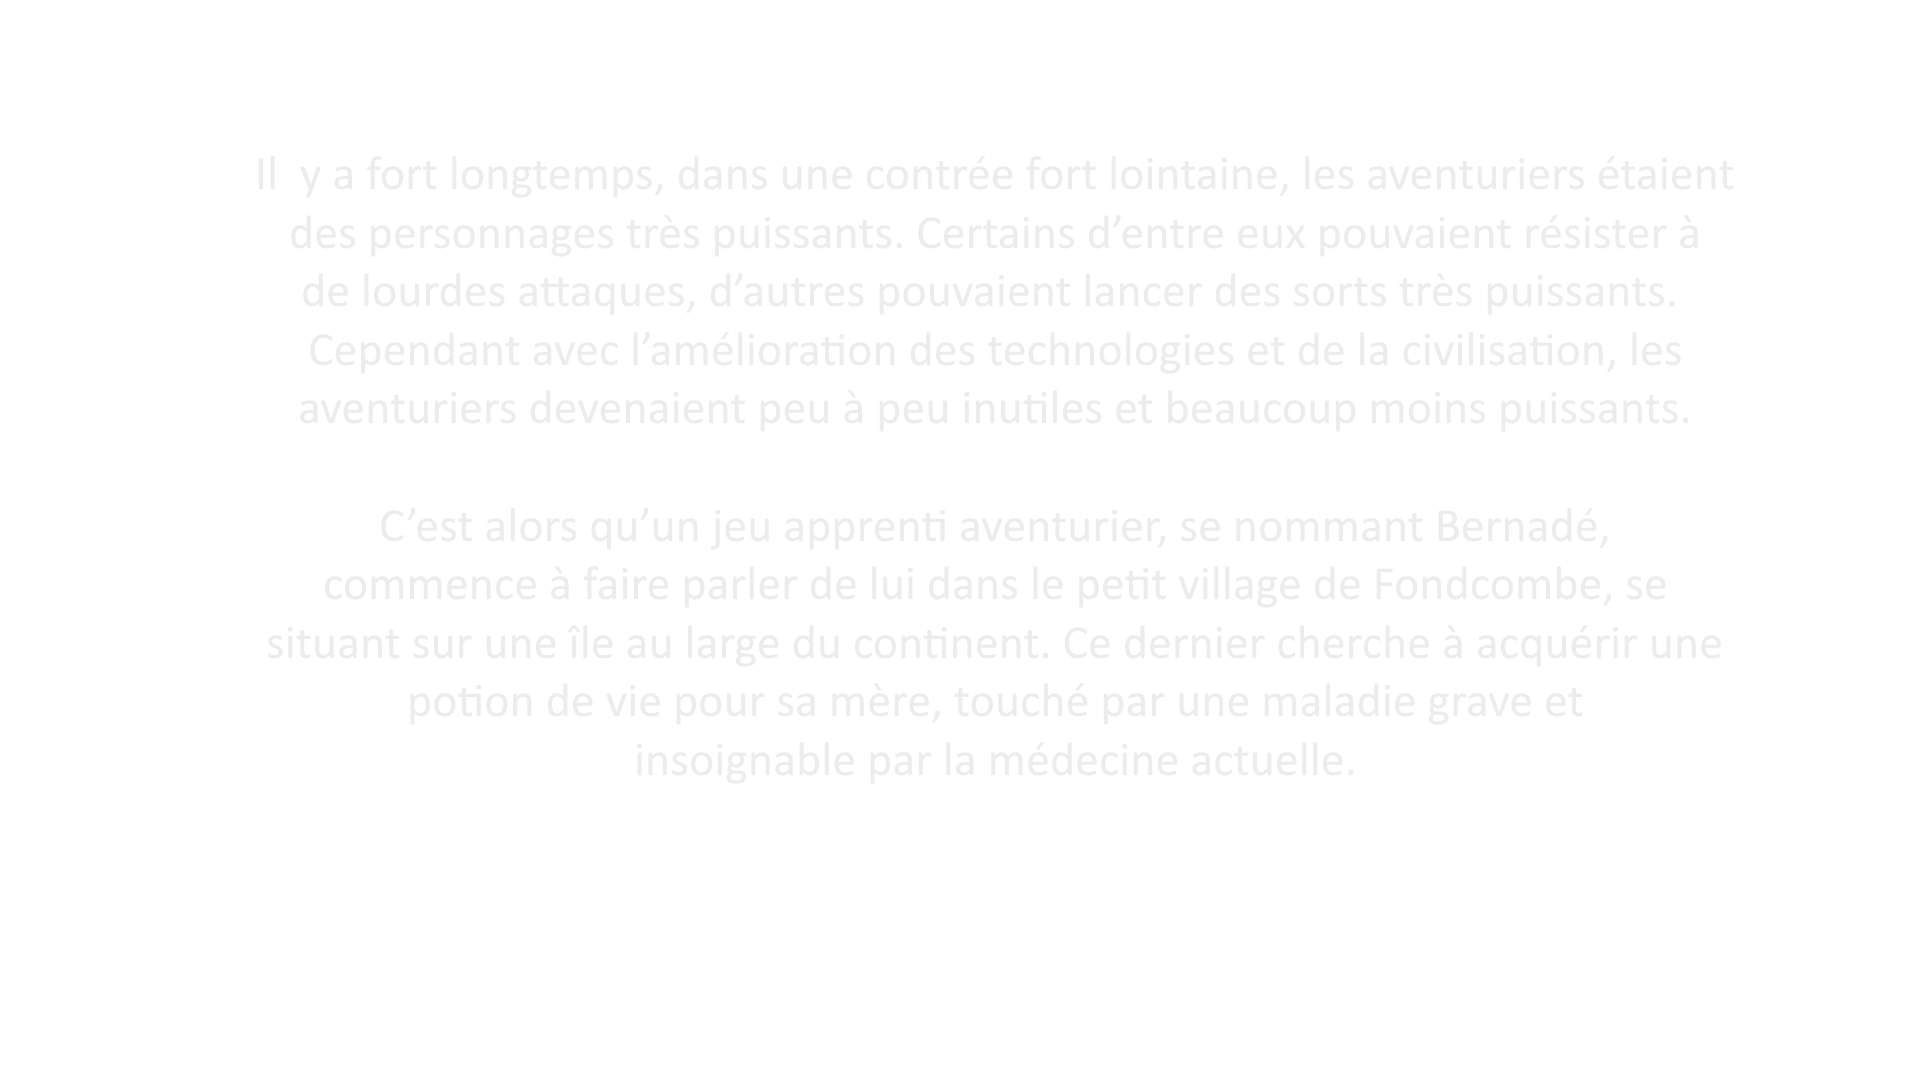 Il  y a fort longtemps, dans une contrée fort lointaine, les aventuriers étaient
des personnages très puissants. Certains d’entre eux pouvaient résister à
de lourdes attaques, d’autres pouvaient lancer des sorts très puissants.
Cependant avec l’amélioration des technologies et de la civilisation, les
aventuriers devenaient peu à peu inutiles et beaucoup moins puissants.
C’est alors qu’un jeu apprenti aventurier, se nommant Bernadé,
commence à faire parler de lui dans le petit village de Fondcombe, se
situant sur une île au large du continent. Ce dernier cherche à acquérir une
potion de vie pour sa mère, touché par une maladie grave et
insoignable par la médecine actuelle.